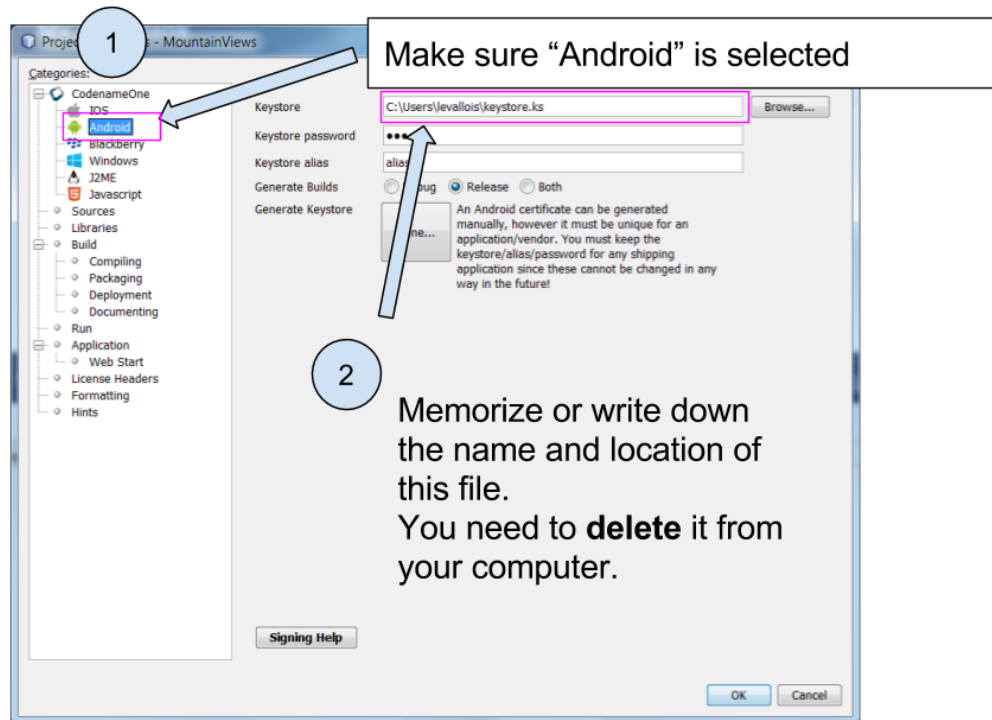 1
Make sure “Android” is selected
- MountainViews
Categories:
CodenameOne
IOS
Android
Blackberry
Windows
J2ME
Javascript
Sources
Libraries
Build
Compiling
Packaging
Deployment
Documenting
Run
Application
Web Start
License Headers
Formatting
Hints
Keystore
C:\Users\levallois\keystore.ks
Browse...
Keystore password
Keystore alias
Generate Builds
Release
Both
Generate Keystore
An Android certificate can be generated
manually, however it must be unique for an
application/vendor. You must keep the
keystore/alias/password for any shipping
application since these cannot be changed in any
way in the future!
2
Memorize or write down
the name and location of
this file.
You need to delete it from
your computer.
Signing Help
OK
Cancel